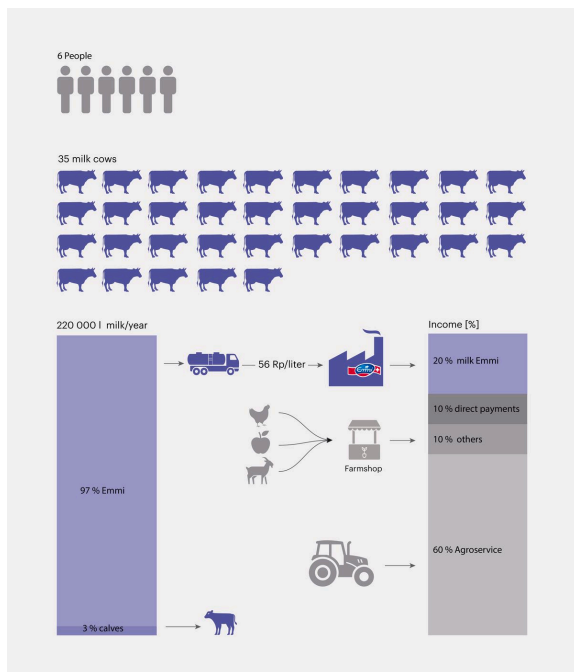 6 People
35 milk cows
220 000 l milk/year
Income [%]
56 Rp/liter
Emmi
20 % milk Emmi
10 % direct payments
10 % others
Farmshop
97 % Emmi
60 % Agroservice
3 % calves